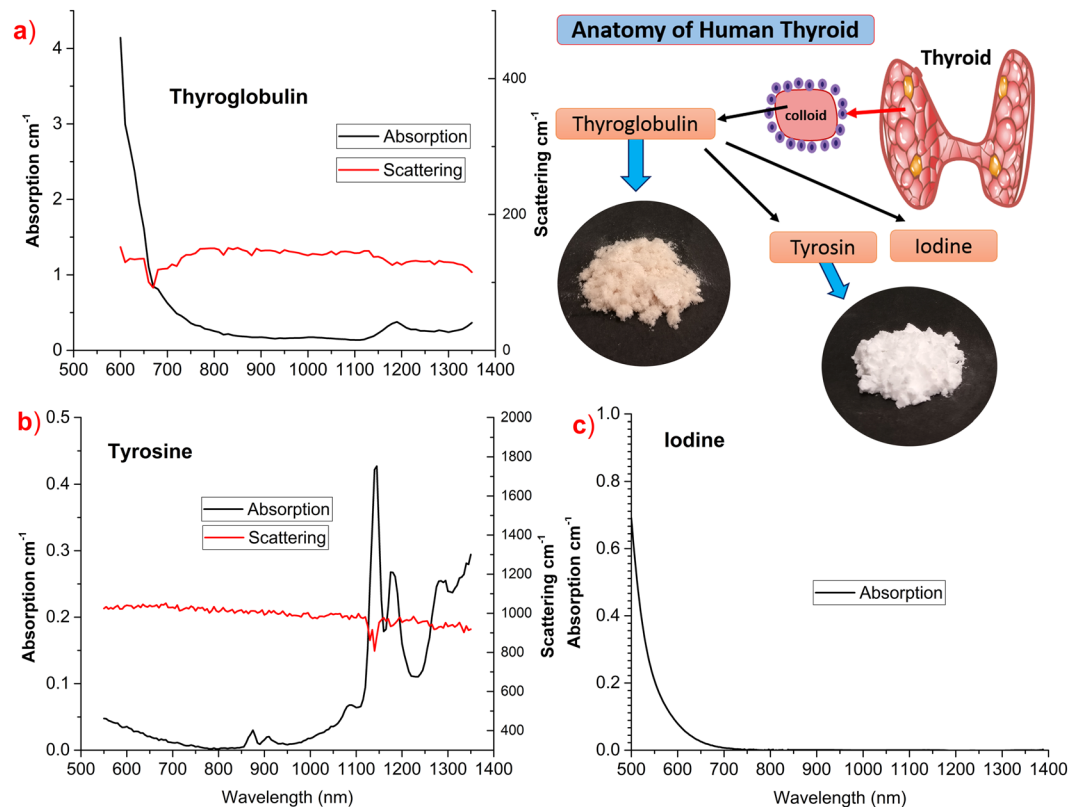 a)
Thyroglobulin
Absorption
Scattering
Absorption cm⁻¹
4
3
2
1
0
Scattering cm⁻¹
400
200
0
500 600 700 800 900 1000 1100 1200 1300 1400
Anatomy of Human Thyroid
Thyroid
colloid
Thyroglobulin
Tyrosin
Iodine
b)
Tyrosine
Absorption
Scattering
Absorption cm⁻¹
0.5
0.4
0.3
0.2
0.1
0.0
Scattering cm⁻¹
2000
1800
1600
1400
1200
1000
800
600
400
500 600 700 800 900 1000 1100 1200 1300 1400
Wavelength (nm)
c)
Iodine
Absorption
Absorption cm⁻¹
1.0
0.8
0.6
0.4
0.2
0.0
500 600 700 800 900 1000 1100 1200 1300 1400
Wavelength (nm)